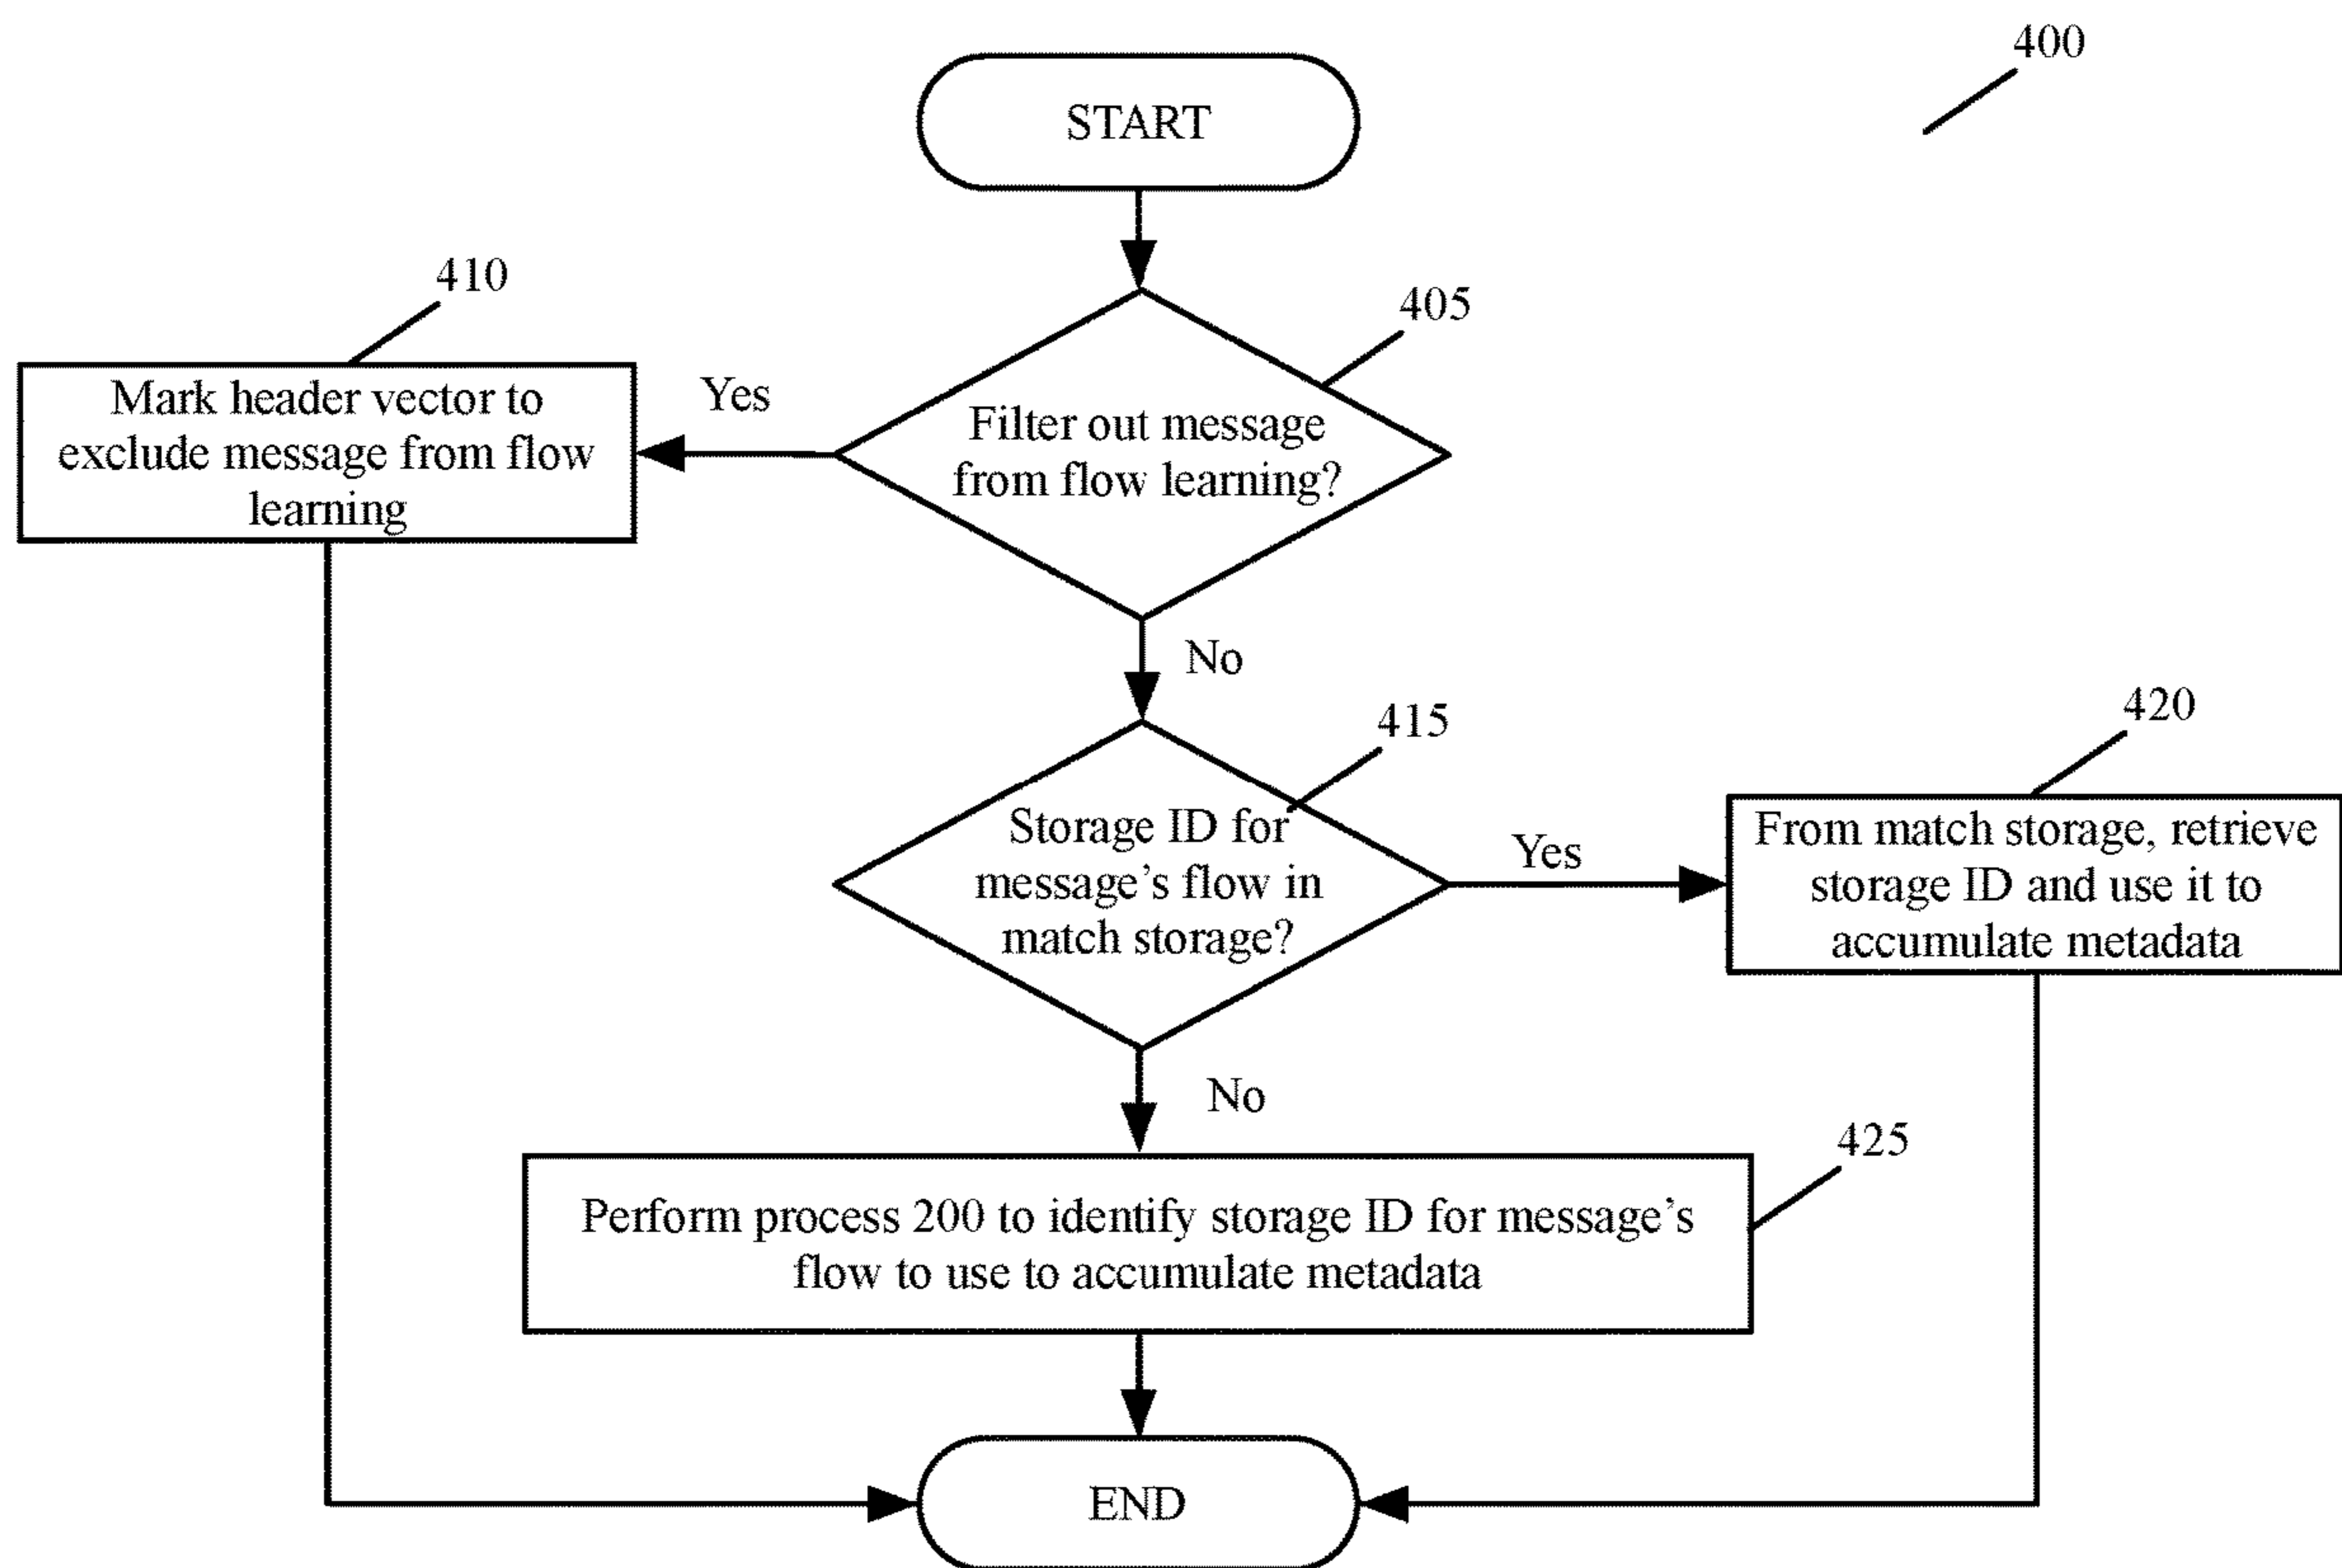 400
START
410
405
Mark header vector to
exclude message from flow
learning
Yes
Filter out message
from flow learning?
No
415
420
Storage ID for
message’s flow in
match storage?
Yes
From match storage, retrieve
storage ID and use it to
accumulate metadata
No
425
Perform process 200 to identify storage ID for message’s
flow to use to accumulate metadata
END